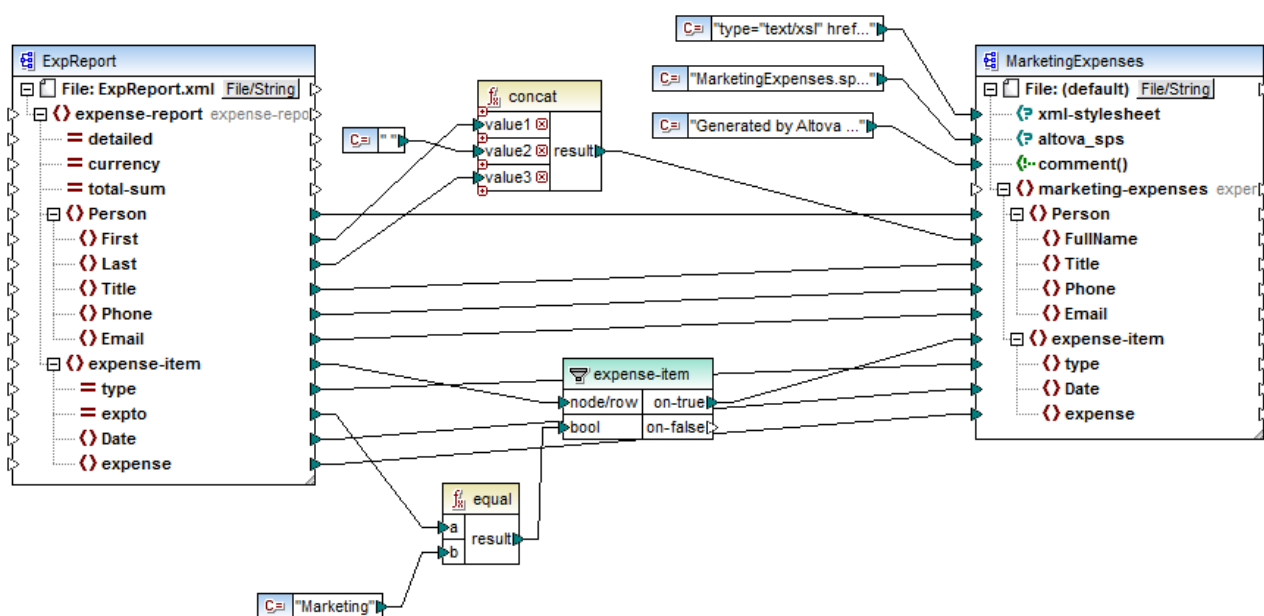 C=: "type="text/xsl" href..."
ExpReport
MarketingExpenses
File: ExpReport.xml File/String
C=: "MarketingExpenses.sp..."
File: (default) File/String
concat
expense-report expense-repo
value1
xml-stylesheet
detailed
C=: " "
value2 result
C=: "Generated by Altova ..."
altova_sps
currency
value3
comment()
total-sum
marketing-expenses exper
Person
Person
First
FullName
Last
Title
Title
Phone
Phone
Email
Email
expense-item
expense-item
expense-item
type
type
node/row on-true
Date
expto
bool on-false
expense
Date
expense
equal
a
result
b
C=: "Marketing"